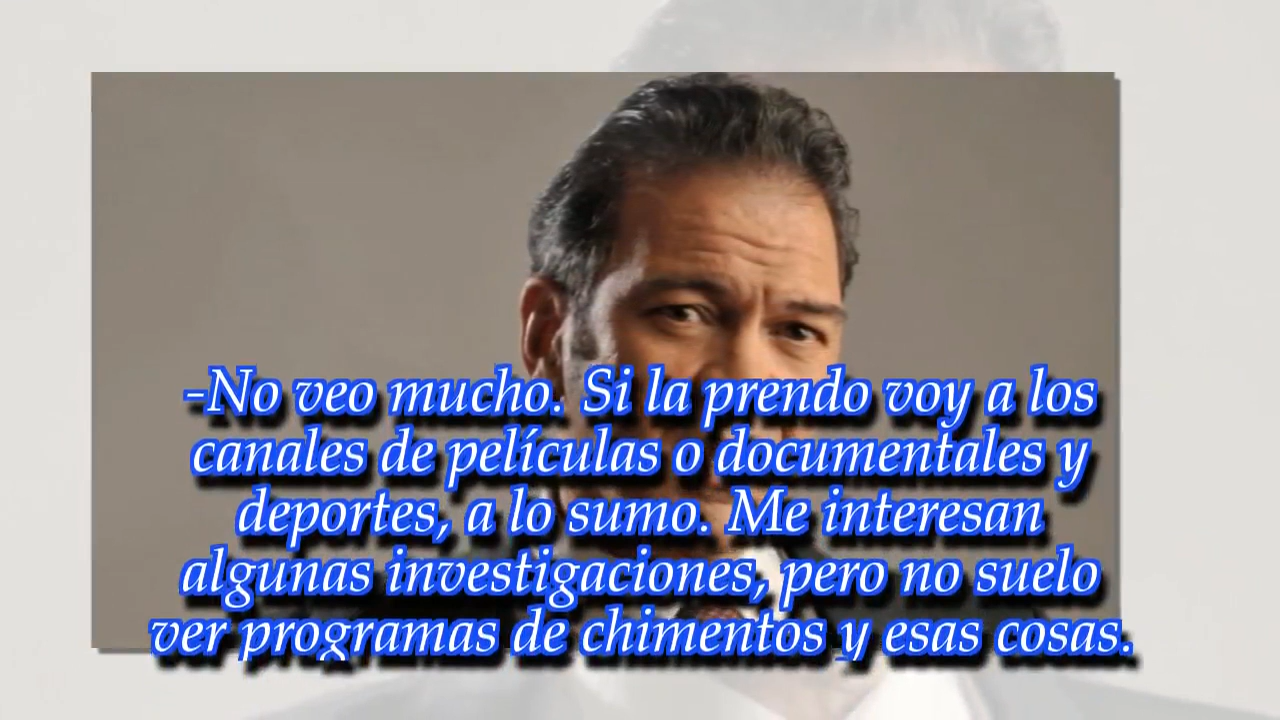 -No veo mucho. Si la prendo voy a los
canales de películas o documentales y
deportes, a lo sumo. Me interesan
algunas investigaciones, pero no suelo
ver programas de chimentos y esas cosas.